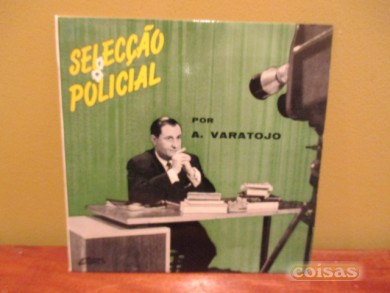 SELECÇÃO
POLICIAL
POR
A. VARATOJO
coisas